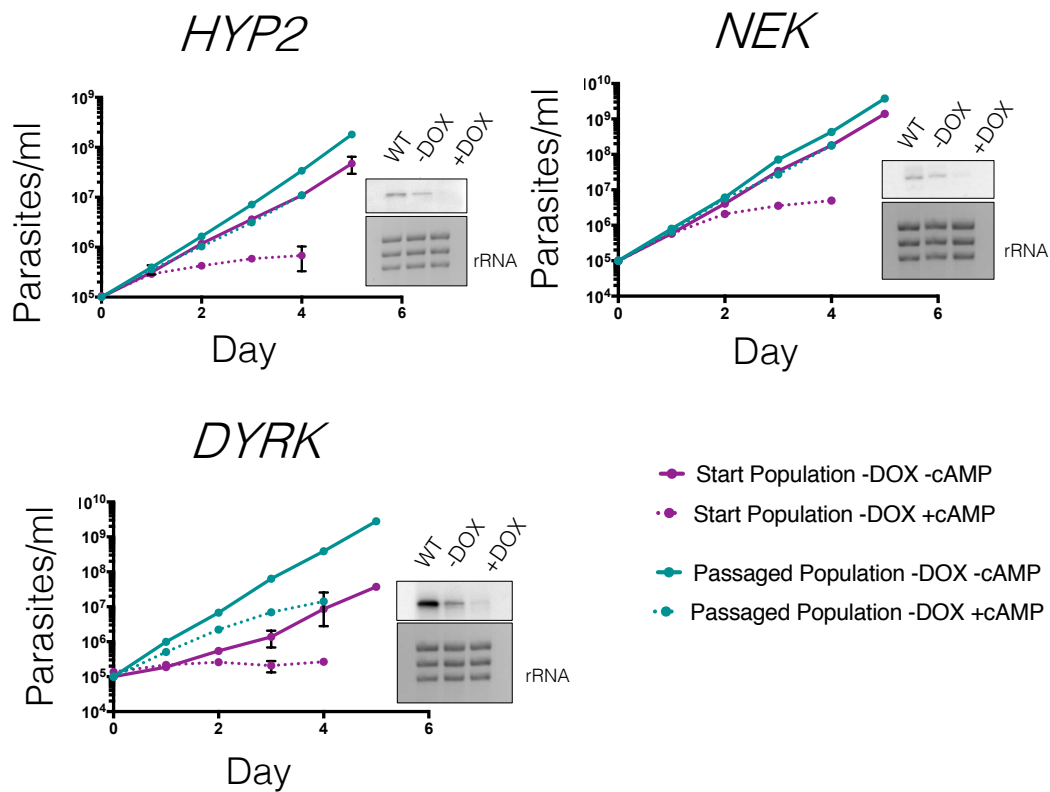 HYP2
Parasites/ml
10⁹
10⁸
10⁷
10⁶
10⁵
0
2
4
6
Day
WT
-DOX
+DOX
rRNA
NEK
Parasites/ml
10¹⁰
10⁹
10⁸
10⁷
10⁶
10⁵
10⁴
0
2
4
6
Day
WT
-DOX
+DOX
rRNA
DYRK
Parasites/ml
10¹⁰
10⁹
10⁸
10⁷
10⁶
10⁵
10⁴
0
2
4
6
Day
WT
-DOX
+DOX
rRNA
Start Population -DOX -cAMP
Start Population -DOX +cAMP
Passaged Population -DOX -cAMP
Passaged Population -DOX +cAMP